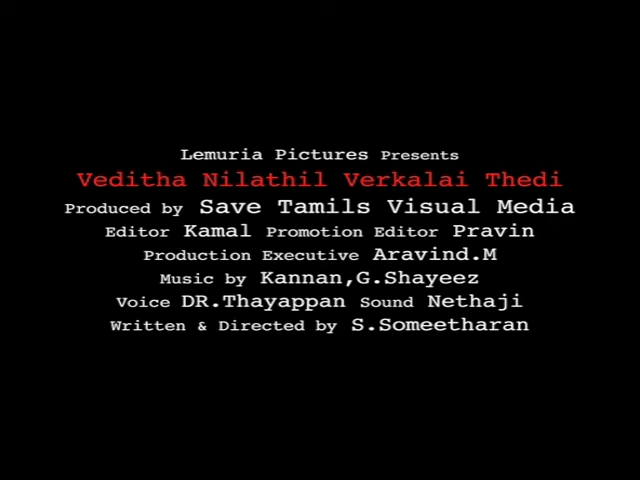 Lemuria Pictures Presents
Veditha Nilathil Verkalai Thedi
Produced by Save Tamils Visual Media
Editor Kamal Promotion Editor Pravin
Production Executive Aravind.M
Music by Kannan,G.Shayeez
Voice DR.Thayappan Sound Nethaji
Written & Directed by S.Someetharan